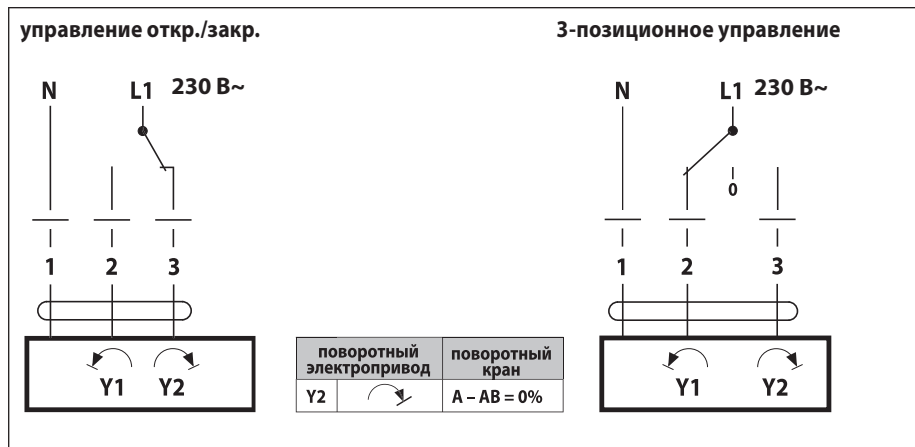 управление откр./закр.
3-позиционное управление
N L1 230 В~
N L1 230 В~
0
1 2 3
1 2 3
Y1 Y2
поворотный электропривод
поворотный кран
Y2 A – AB = 0%
Y1 Y2